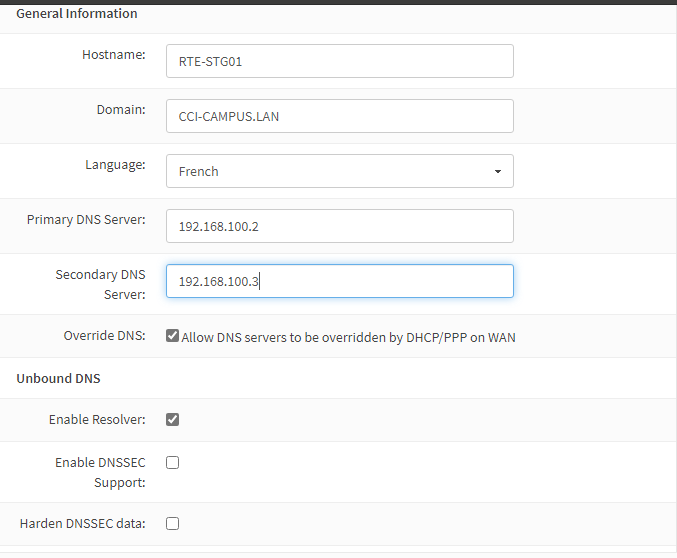 General Information
Hostname:
RTE-STG01
Domain:
CCI-CAMPUS.LAN
Language:
French
Primary DNS Server:
192.168.100.2
Secondary DNS
Server:
192.168.100.3
Override DNS:
Allow DNS servers to be overridden by DHCP/PPP on WAN
Unbound DNS
Enable Resolver:
Enable DNSSEC
Support:
Harden DNSSEC data: